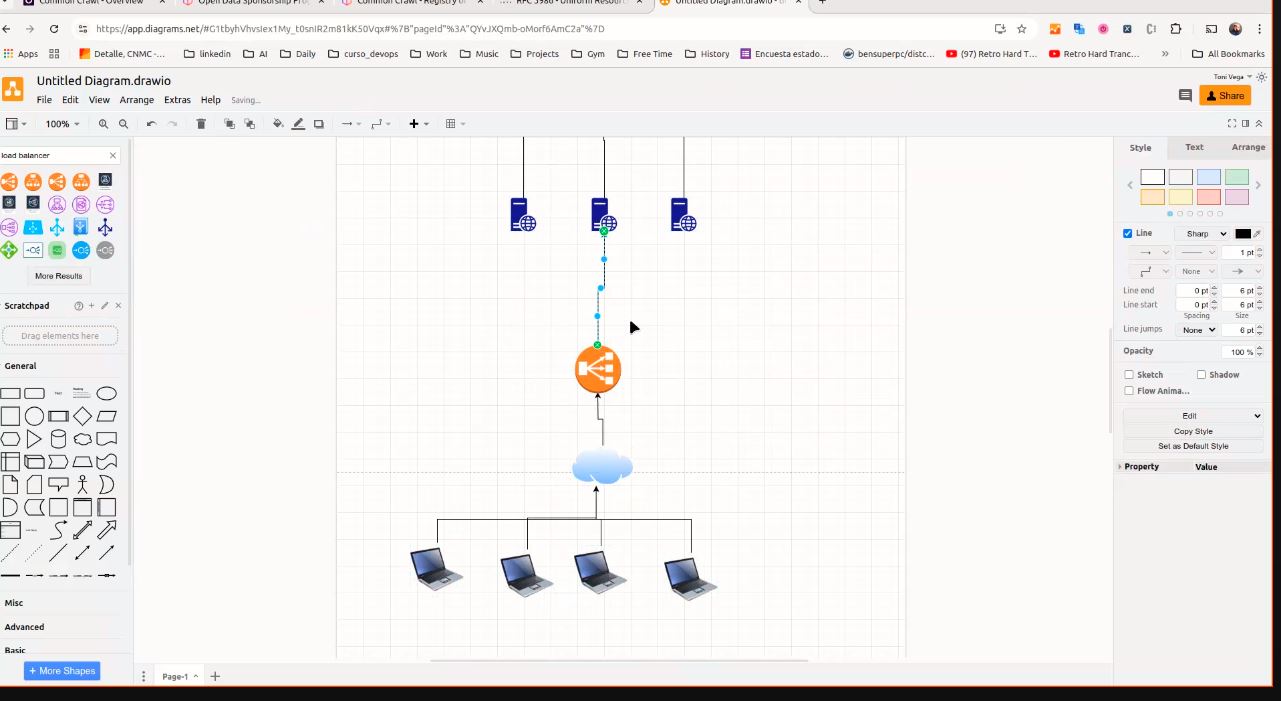 Common Crawl - Overview
Open Data Sponsorship Pro
Common Crawl - Registry o
RFC 3986 - Uniform Resour
Untitled Diagram.drawio - d
https://app.diagrams.net/#G1tbyhVhvsIex1My_t0snIR2m81kKS0Vqx#%7B"pageId"%3A"QYvJXQmb-oMorf6AmC2a"%7D
Apps
Detalle, CNMC -...
linkedin
AI
Daily
curso_devops
Work
Music
Projects
Gym
Free Time
History
Encuesta estado...
bensuperpc/distc...
(97) Retro Hard T...
Retro Hard Tranc...
»
All Bookmarks
Untitled Diagram.drawio
Toni Vega
File Edit View Arrange Extras Help Saving...
Share
100%
load balancer
More Results
Scratchpad
Drag elements here
General
Text
Heading
Misc
Advanced
Basic
+ More Shapes
Page-1
Style Text Arrange
Line Sharp
1 pt
None
Line end 0 pt 6 pt
Line start 0 pt 6 pt
Spacing Size
Line jumps None 6 pt
Opacity 100 %
Sketch Shadow
Flow Anima...
Edit
Copy Style
Set as Default Style
Property Value